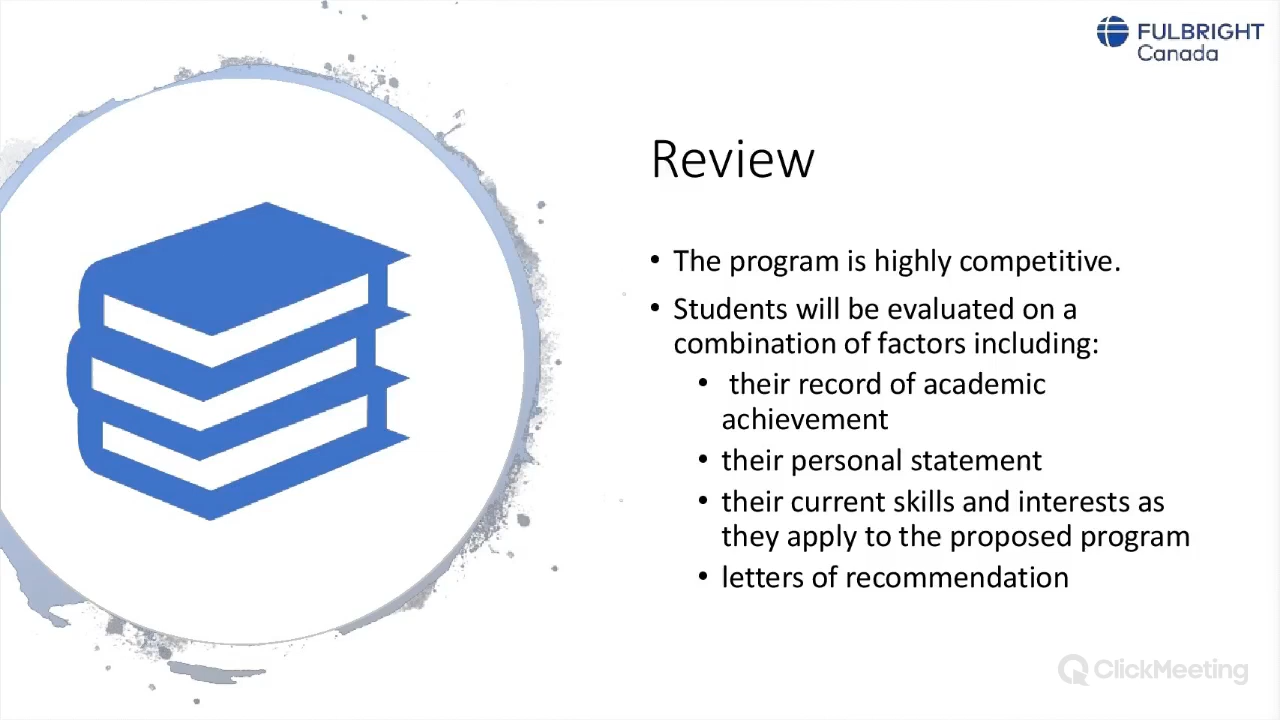 FULBRIGHT
Canada
Review
• The program is highly competitive.
• Students will be evaluated on a
combination of factors including:
• their record of academic
achievement
• their personal statement
• their current skills and interests as
they apply to the proposed program
• letters of recommendation
ClickMeeting